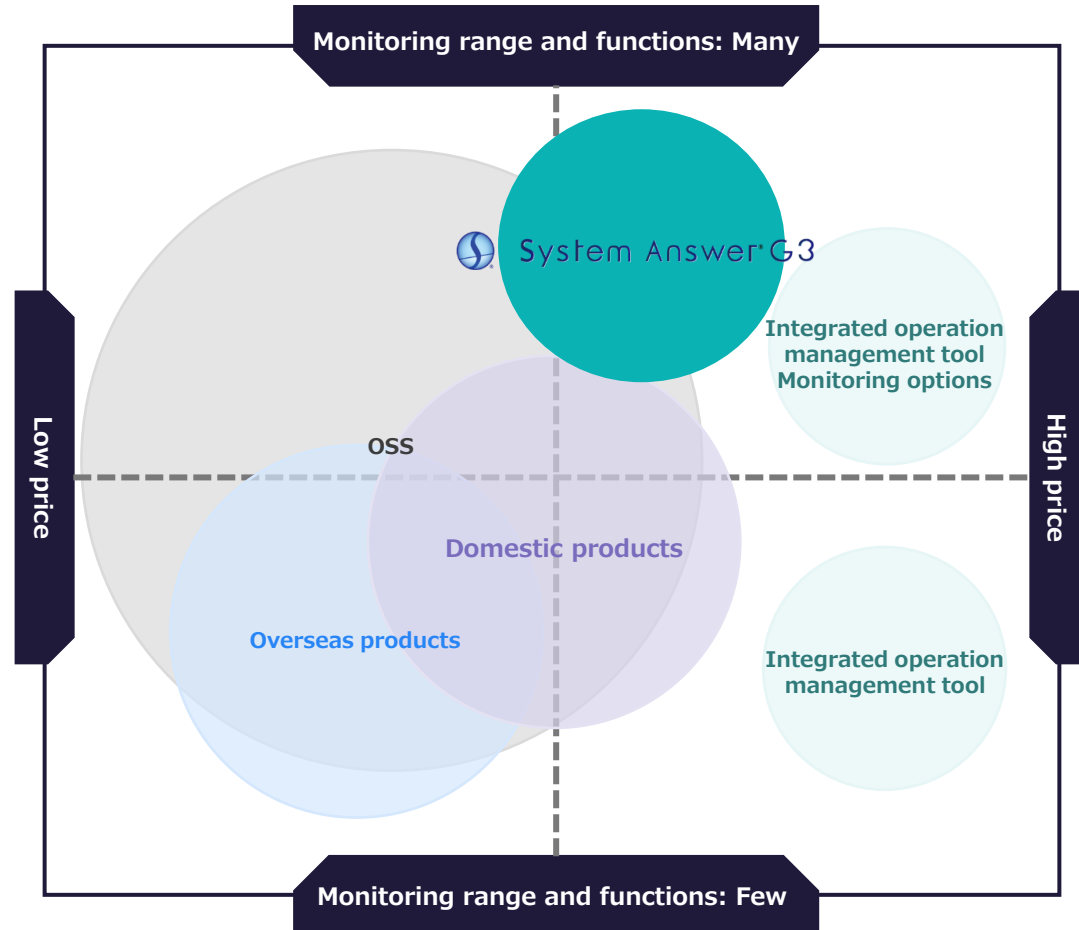 Monitoring range and functions: Many
System Answer® G3
Integrated operation
management tool
Monitoring options
Low price
OSS
High price
Domestic products
Overseas products
Integrated operation
management tool
Monitoring range and functions: Few